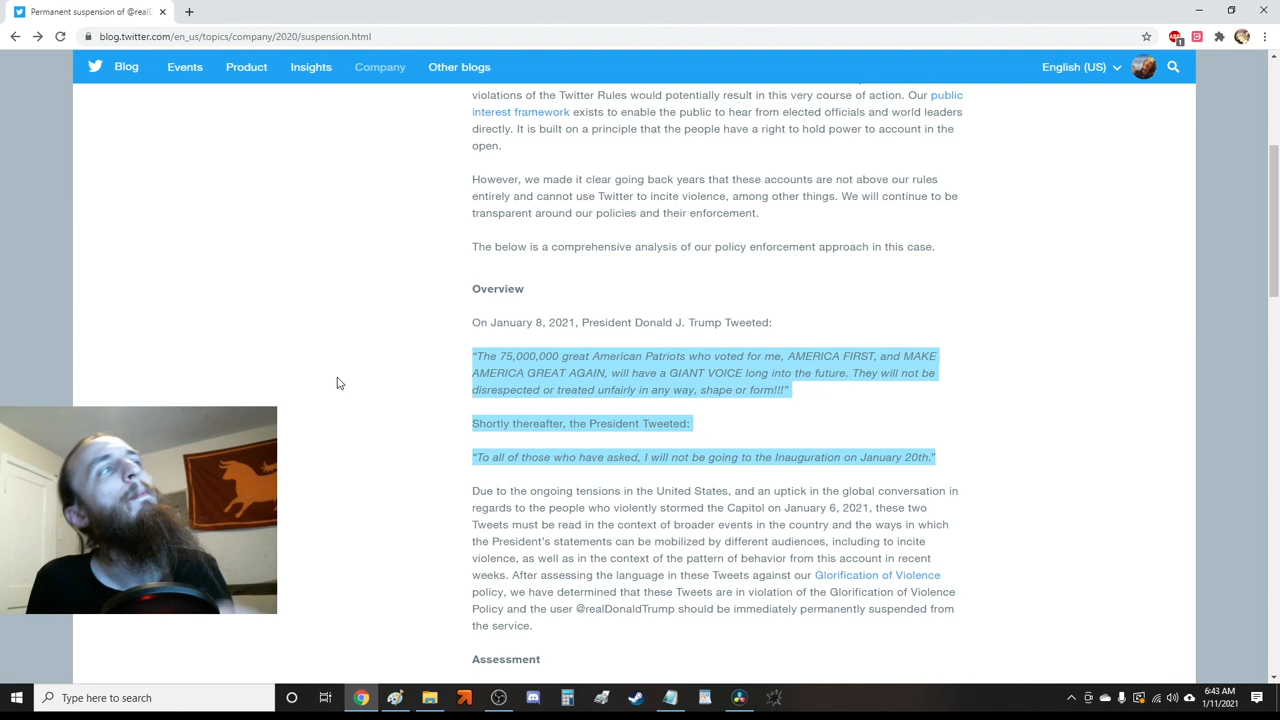 Permanent suspension of @realD
blog.twitter.com/en_us/topics/company/2020/suspension.html
1
Blog Events Product Insights Company Other blogs English (US)
violations of the Twitter Rules would potentially result in this very course of action. Our public
interest framework exists to enable the public to hear from elected officials and world leaders
directly. It is built on a principle that the people have a right to hold power to account in the
open.
However, we made it clear going back years that these accounts are not above our rules
entirely and cannot use Twitter to incite violence, among other things. We will continue to be
transparent around our policies and their enforcement.
The below is a comprehensive analysis of our policy enforcement approach in this case.
Overview
On January 8, 2021, President Donald J. Trump Tweeted:
“The 75,000,000 great American Patriots who voted for me, AMERICA FIRST, and MAKE
AMERICA GREAT AGAIN, will have a GIANT VOICE long into the future. They will not be
disrespected or treated unfairly in any way, shape or form!!!”
Shortly thereafter, the President Tweeted:
“To all of those who have asked, I will not be going to the Inauguration on January 20th.”
Due to the ongoing tensions in the United States, and an uptick in the global conversation in
regards to the people who violently stormed the Capitol on January 6, 2021, these two
Tweets must be read in the context of broader events in the country and the ways in which
the President’s statements can be mobilized by different audiences, including to incite
violence, as well as in the context of the pattern of behavior from this account in recent
weeks. After assessing the language in these Tweets against our Glorification of Violence
policy, we have determined that these Tweets are in violation of the Glorification of Violence
Policy and the user @realDonaldTrump should be immediately permanently suspended from
the service.
Assessment
Type here to search
6:43 AM
1/11/2021